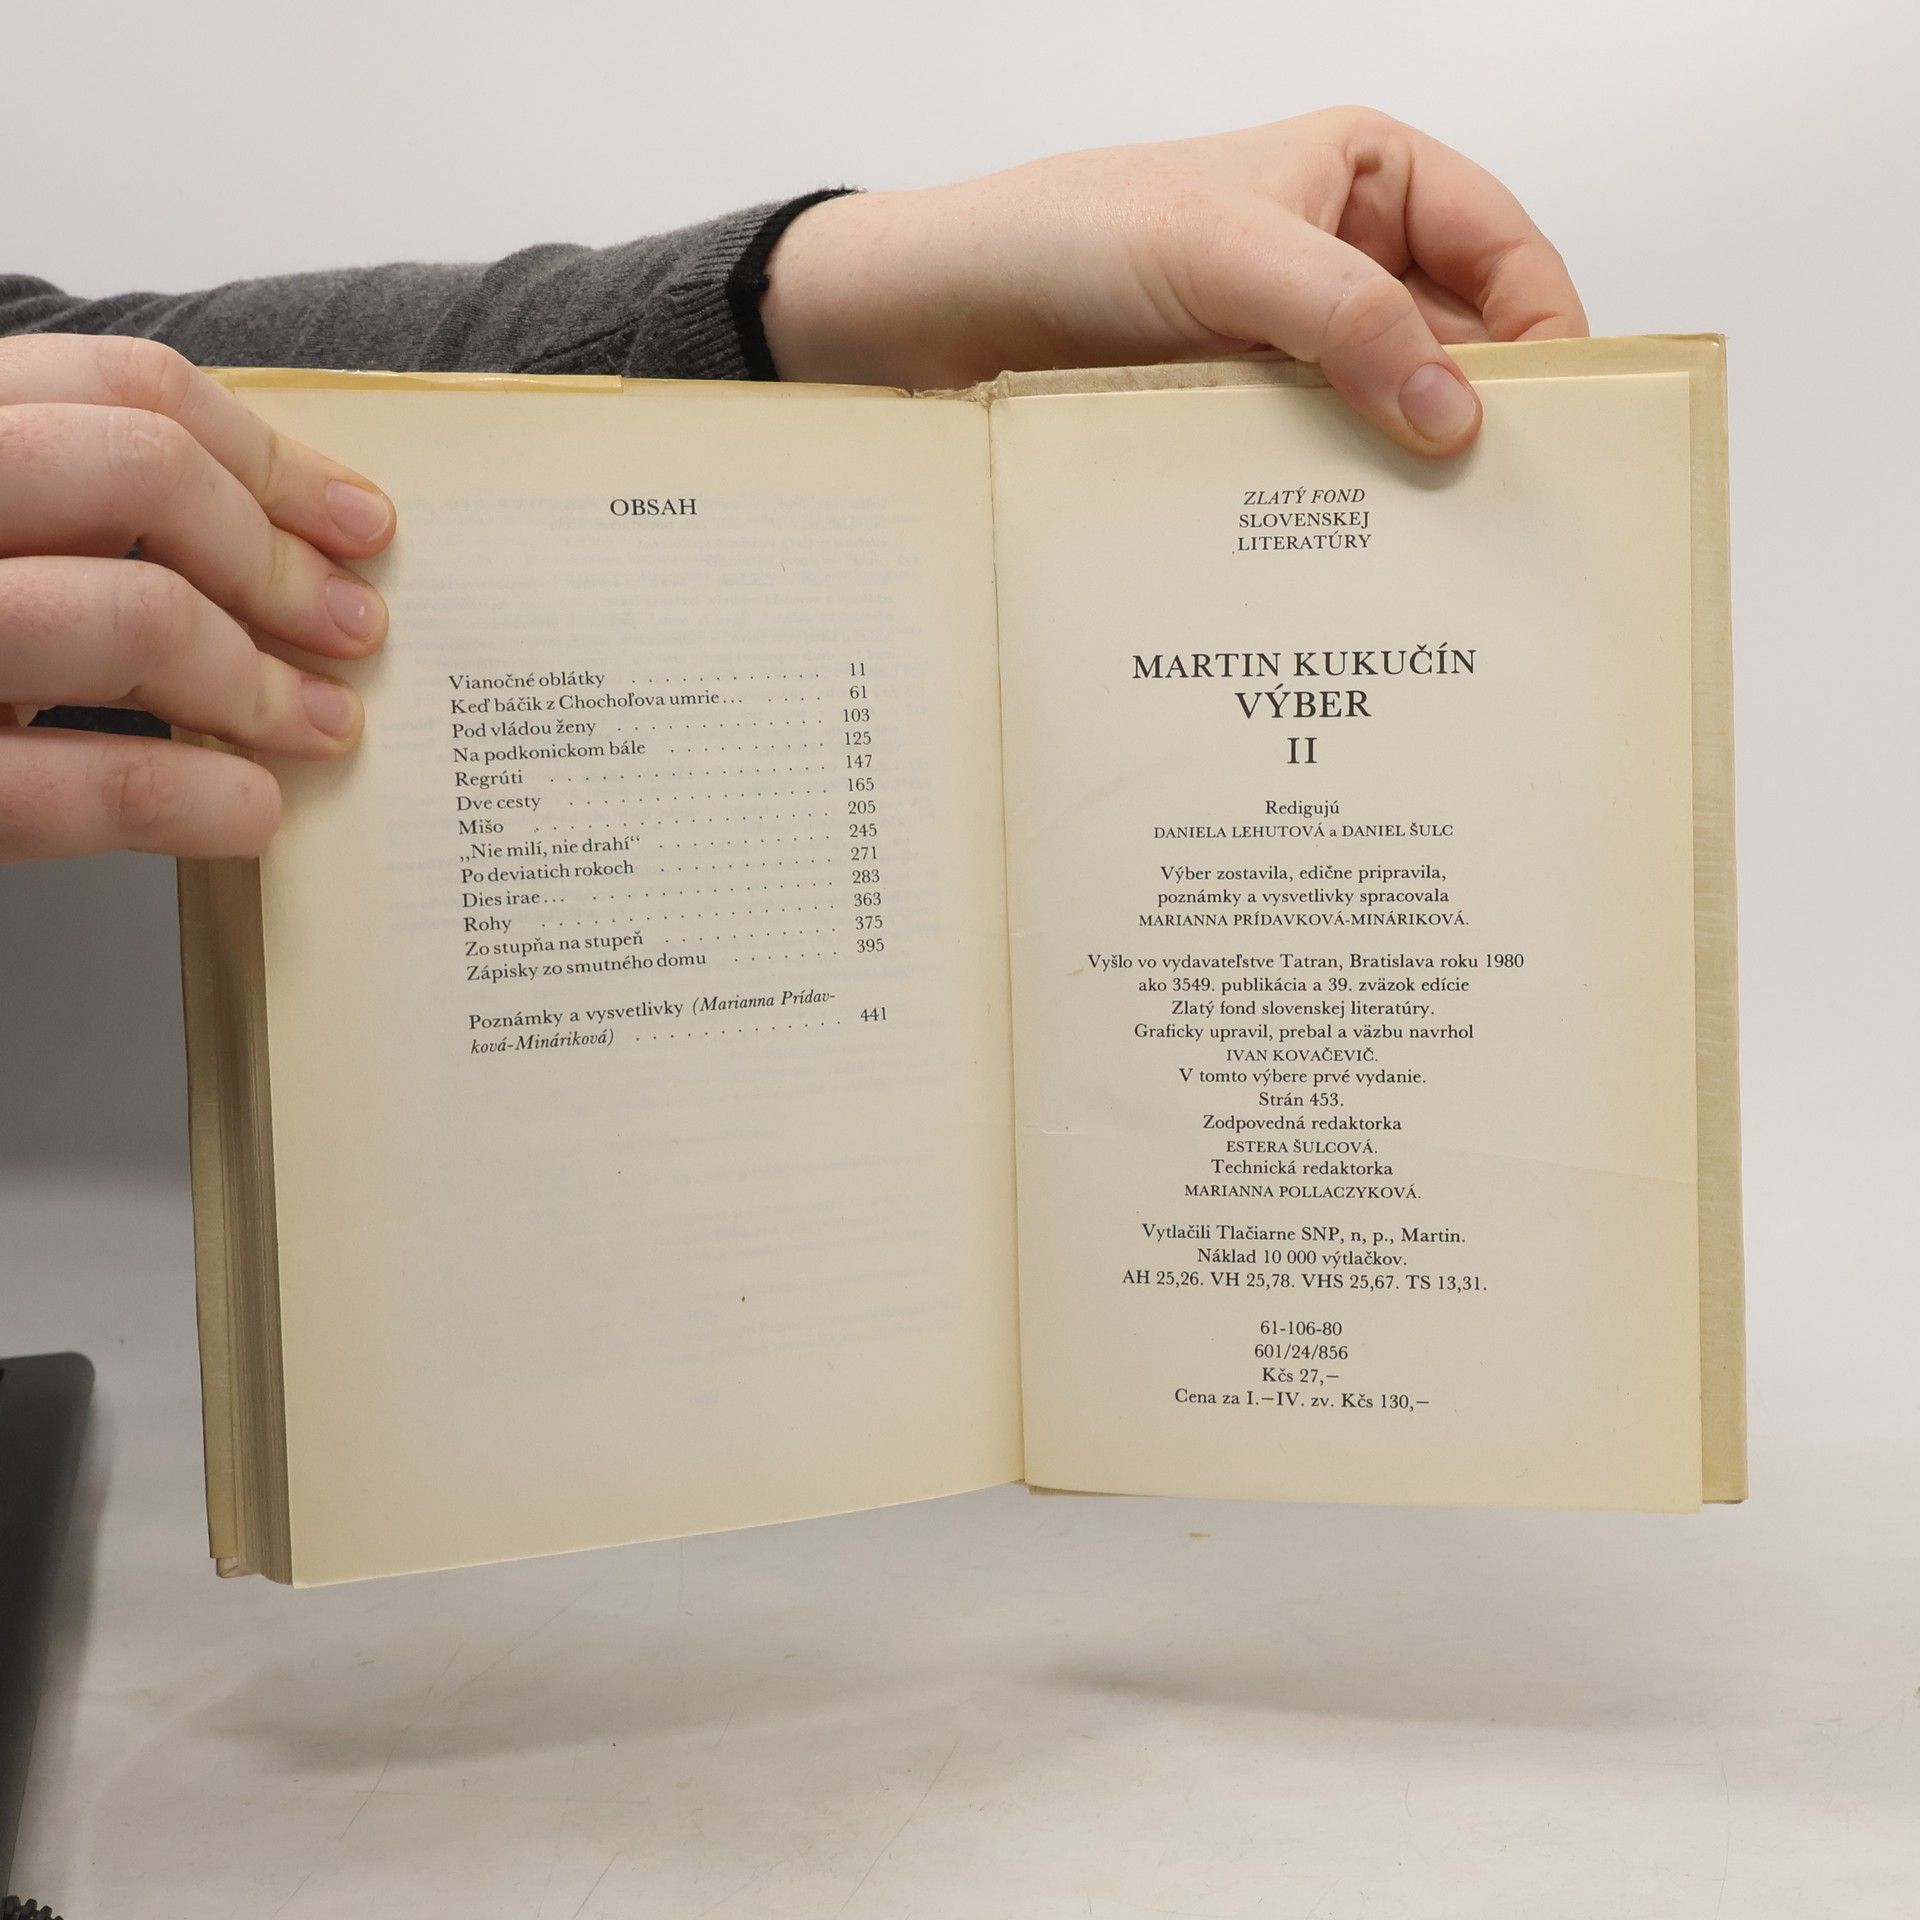 OBSAH
Vianočné oblátky . . . . . . . . . . . . 11
Keď báčik z Chochoľova umrie... . . . . 61
Pod vládou ženy . . . . . . . . . . . . 103
Na podkonickom bále . . . . . . . . . 125
Regrúti . . . . . . . . . . . . . . . . 147
Dve cesty . . . . . . . . . . . . . . . 165
Mišo . . . . . . . . . . . . . . . . . 205
„Nie milí, nie drahí“ . . . . . . . . . . 245
Po deviatich rokoch . . . . . . . . . . 271
Dies irae... . . . . . . . . . . . . . . 283
Rohy . . . . . . . . . . . . . . . . . 363
Zo stupňa na stupeň . . . . . . . . . . 375
Zápisky zo smutného domu . . . . . . . 395
Poznámky a vysvetlivky (Marianna Prídav-
ková-Mináriková) . . . . . . . . . . . . 441
ZLATÝ FOND
SLOVENSKEJ
LITERATÚRY
MARTIN KUKUČÍN
VÝBER
II
Redigujú
DANIELA LEHUTOVÁ a DANIEL ŠULC
Výber zostavila, edične pripravila,
poznámky a vysvetlivky spracovala
MARIANNA PRÍDAVKOVÁ-MINÁRIKOVÁ.
Vyšlo vo vydavateľstve Tatran, Bratislava roku 1980
ako 3549. publikácia a 39. zväzok edície
Zlatý fond slovenskej literatúry.
Graficky upravil, prebal a väzbu navrhol
IVAN KOVAČEVIČ.
V tomto výbere prvé vydanie.
Strán 453.
Zodpovedná redaktorka
ESTERA ŠULCOVÁ.
Technická redaktorka
MARIANNA POLLACZYKOVÁ.
Vytlačili Tlačiarne SNP, n, p., Martin.
Náklad 10 000 výtlačkov.
AH 25,26. VH 25,78. VHS 25,67. TS 13,31.
61-106-80
601/24/856
Kčs 27,—
Cena za I.—IV. zv. Kčs 130,—